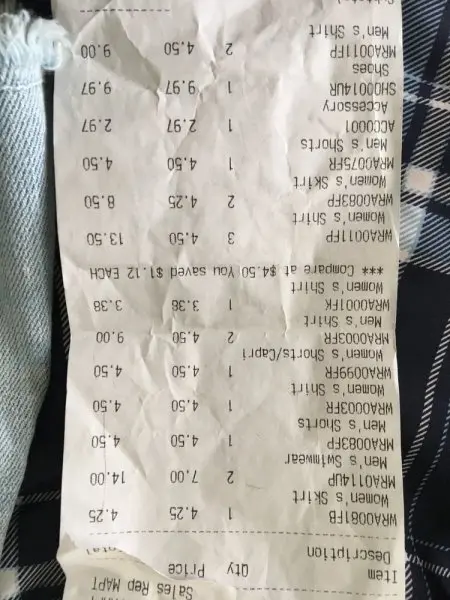 Sales Rep MAPT
Item Qty Price
Description
WRA0081FB 1 4.25 4.25
Women's Skirt
MRA0114UP 2 7.00 14.00
Men's Swimwear
MRA0083FP 1 4.50 4.50
Men's Shorts
WRA0003FR 1 4.50 4.50
Women's Shirt
WRA0099FR 1 4.50 4.50
Women's Shorts/Capri
MRA0003FR 2 4.50 9.00
Men's Shirt
WRA0001FK 1 3.38 3.38
Women's Shirt
*** Compare at $4.50 You saved $1.12 EACH
WRA0011FP 3 4.50 13.50
Women's Shirt
WRA0083FP 2 4.25 8.50
Women's Skirt
MRA0075FR 1 4.50 4.50
Men's Shorts
ACC0001 1 2.97 2.97
Accessory
SHO0014UR 1 9.97 9.97
Shoes
MRA0011FP 2 4.50 9.00
Men's Shirt